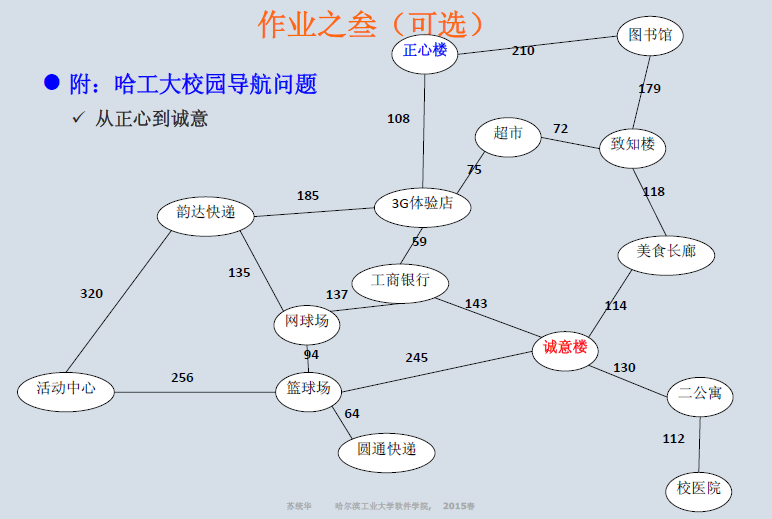 作业之叁（可选）
正心楼
图书馆
210
● 附：哈工大校园导航问题
179
✓ 从正心到诚意
108
超市
72
致知楼
75
118
185
3G体验店
韵达快递
59
美食长廊
135
工商银行
320
137
143
114
网球场
94
245
诚意楼
256
130
活动中心
篮球场
二公寓
64
112
圆通快递
校医院
苏统华 哈尔滨工业大学软件学院， 2015春